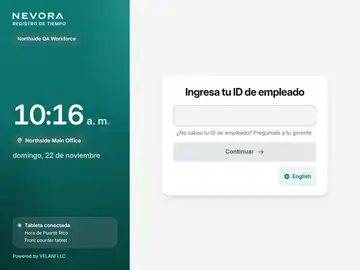 NEVORA
REGISTRO DE TIEMPO
Northside QA Workforce
10:16 a. m.
Northside Main Office
domingo, 22 de noviembre
Tableta conectada
Hora de Puerto Rico
Front counter tablet
Powered by VELANI LLC
Ingresa tu ID de empleado
¿No sabes tu ID de empleado? Pregúntale a tu gerente.
Continuar →
English